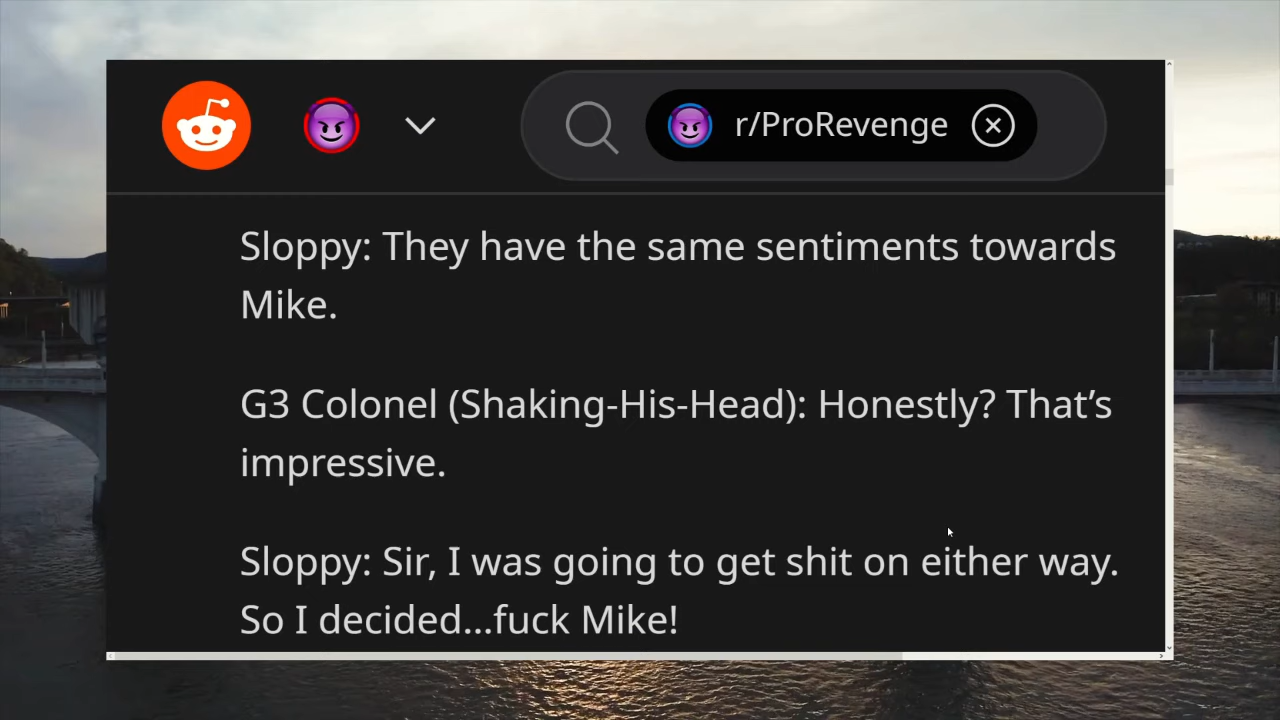 r/ProRevenge
Sloppy: They have the same sentiments towards
Mike.
G3 Colonel (Shaking-His-Head): Honestly? That’s
impressive.
Sloppy: Sir, I was going to get shit on either way.
So I decided...fuck Mike!